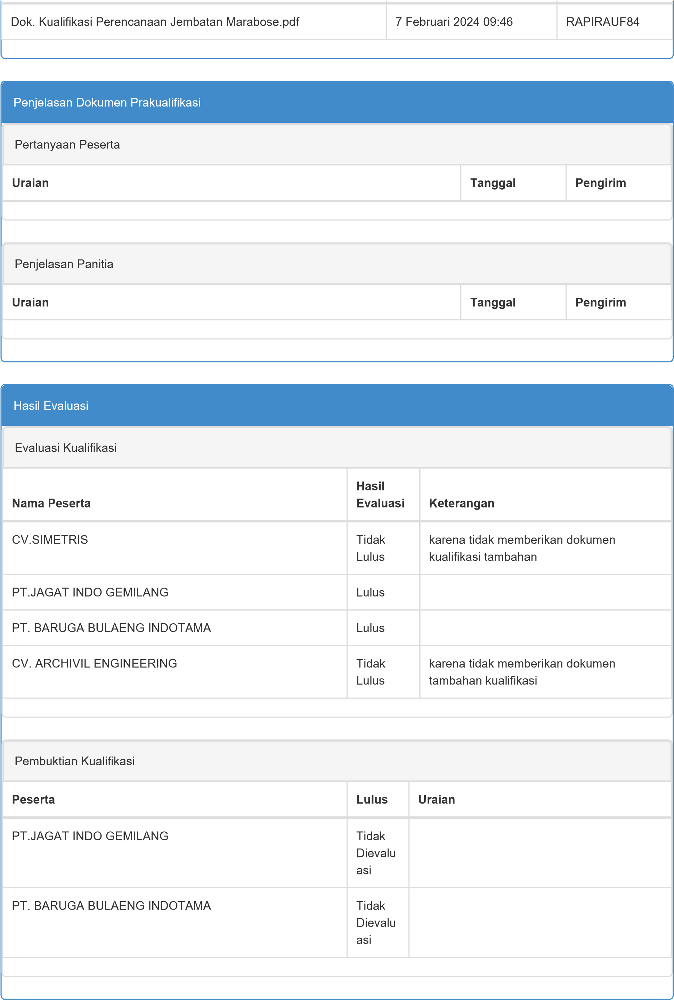 Dok. Kualifikasi Perencanaan Jembatan Marabose.pdf 7 Februari 2024 09:46 RAPIRAUF84
Penjelasan Dokumen Prakualifikasi
Pertanyaan Peserta
Uraian Tanggal Pengirim
Penjelasan Panitia
Uraian Tanggal Pengirim
Hasil Evaluasi
Evaluasi Kualifikasi
Hasil
Nama Peserta Evaluasi Keterangan
CV.SIMETRIS Tidak karena tidak memberikan dokumen
Lulus kualifikasi tambahan
PT.JAGAT INDO GEMILANG Lulus
PT. BARUGA BULAENG INDOTAMA Lulus
CV. ARCHIVIL ENGINEERING Tidak karena tidak memberikan dokumen
Lulus tambahan kualifikasi
Pembuktian Kualifikasi
Peserta Lulus Uraian
PT.JAGAT INDO GEMILANG Tidak
Dievalu
asi
PT. BARUGA BULAENG INDOTAMA Tidak
Dievalu
asi